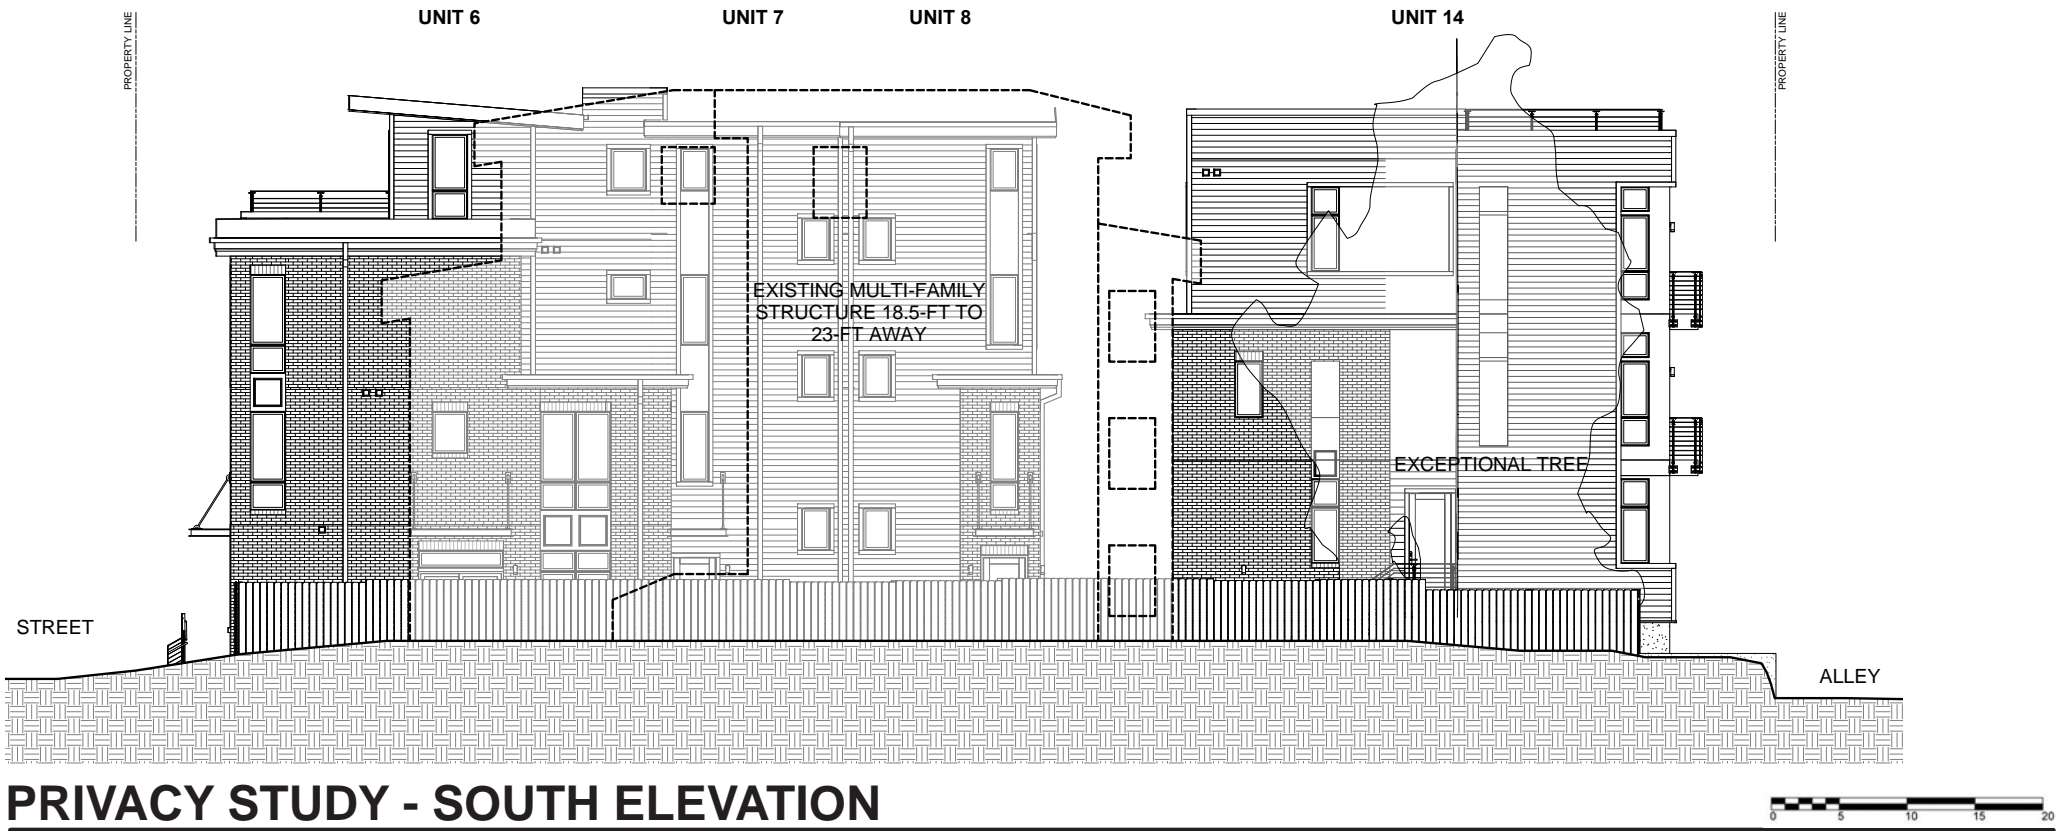 UNIT 6
UNIT 7
UNIT 8
UNIT 14
PROPERTY LINE
PROPERTY LINE
EXISTING MULTI-FAMILY
STRUCTURE 18.5-FT TO
23-FT AWAY
EXCEPTIONAL TREE
STREET
ALLEY
PRIVACY STUDY - SOUTH ELEVATION
0 5 10 15 20